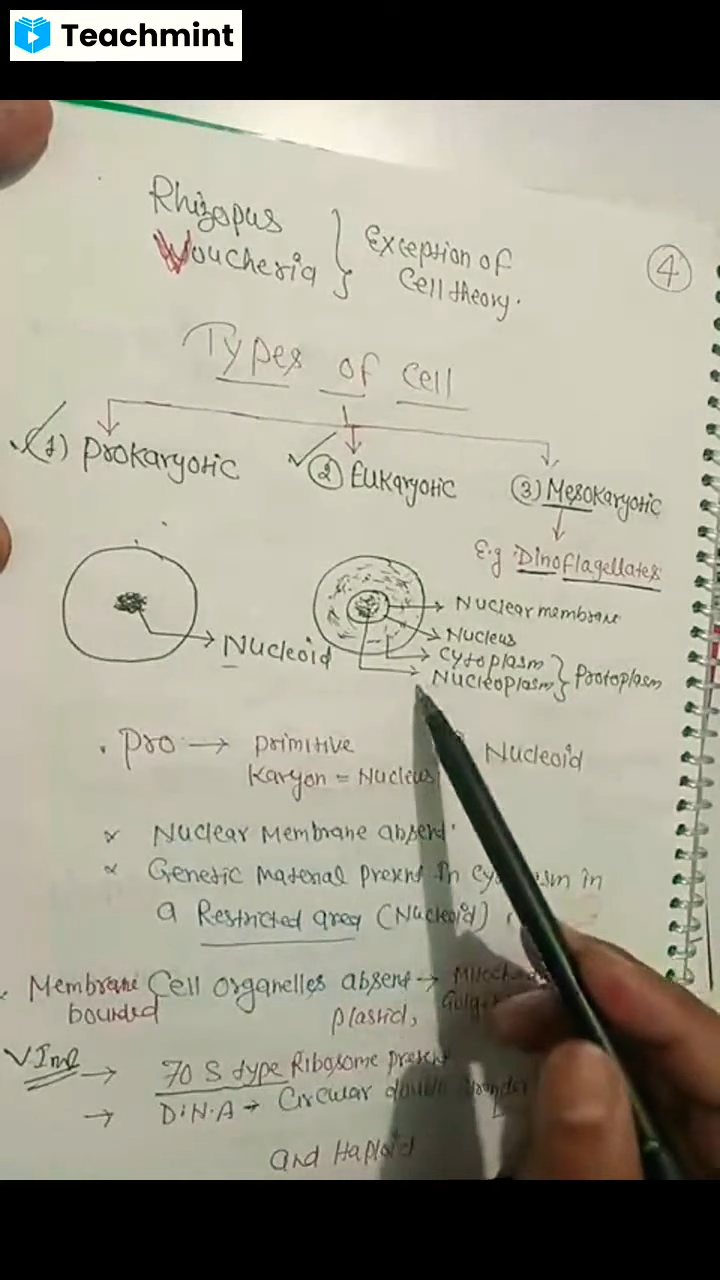 Teachmint
Rhizopus
Voucheria } Exception of Cell theory.
4
Types of cell
(1) Prokaryotic
(2) Eukaryotic
(3) Mesokaryotic
E.g Dinoflagellates
Nucleoid
Nuclear membrane
Nucleus
Cytoplasm
Nucleoplasm } Protoplasm
Pro → primitive
Nucleoid
Karyon = Nucleus
Nuclear Membrane absent
Genetic Material Present in
in
a Restricted area (Nucleoid)
Membrane Cell organelles absent →
bounded
Plastid,
V Imp → 70 S type Ribosome present
→ D.N.A → Circular double
and Haploid